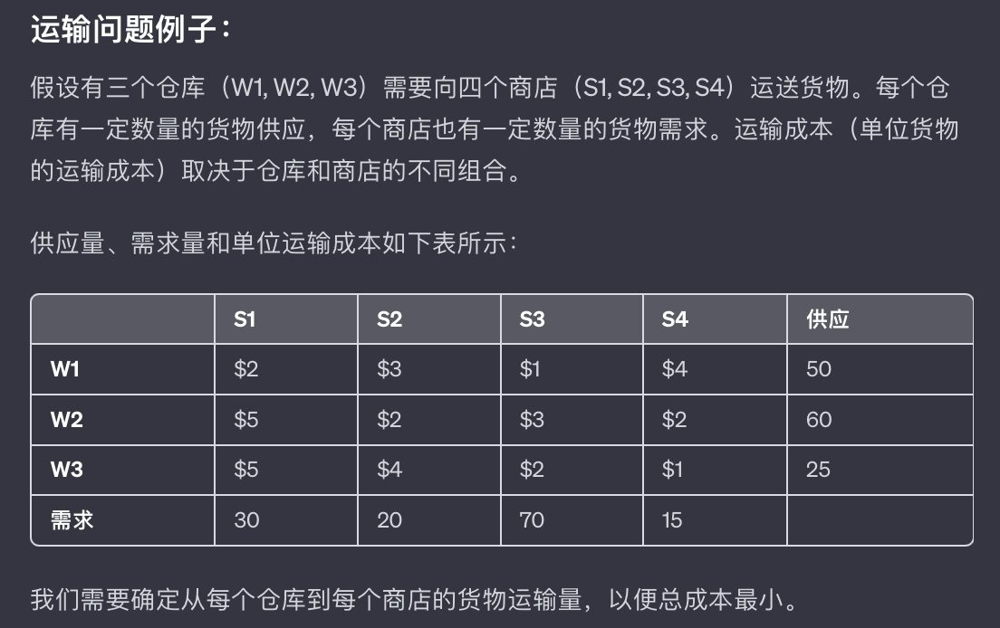 运输问题例子：
假设有三个仓库（W1, W2, W3）需要向四个商店（S1, S2, S3, S4）运送货物。每个仓
库有一定数量的货物供应，每个商店也有一定数量的货物需求。运输成本（单位货物
的运输成本）取决于仓库和商店的不同组合。
供应量、需求量和单位运输成本如下表所示：
S1 S2 S3 S4 供应
W1 $2 $3 $1 $4 50
W2 $5 $2 $3 $2 60
W3 $5 $4 $2 $1 25
需求 30 20 70 15
我们需要确定从每个仓库到每个商店的货物运输量，以便总成本最小。